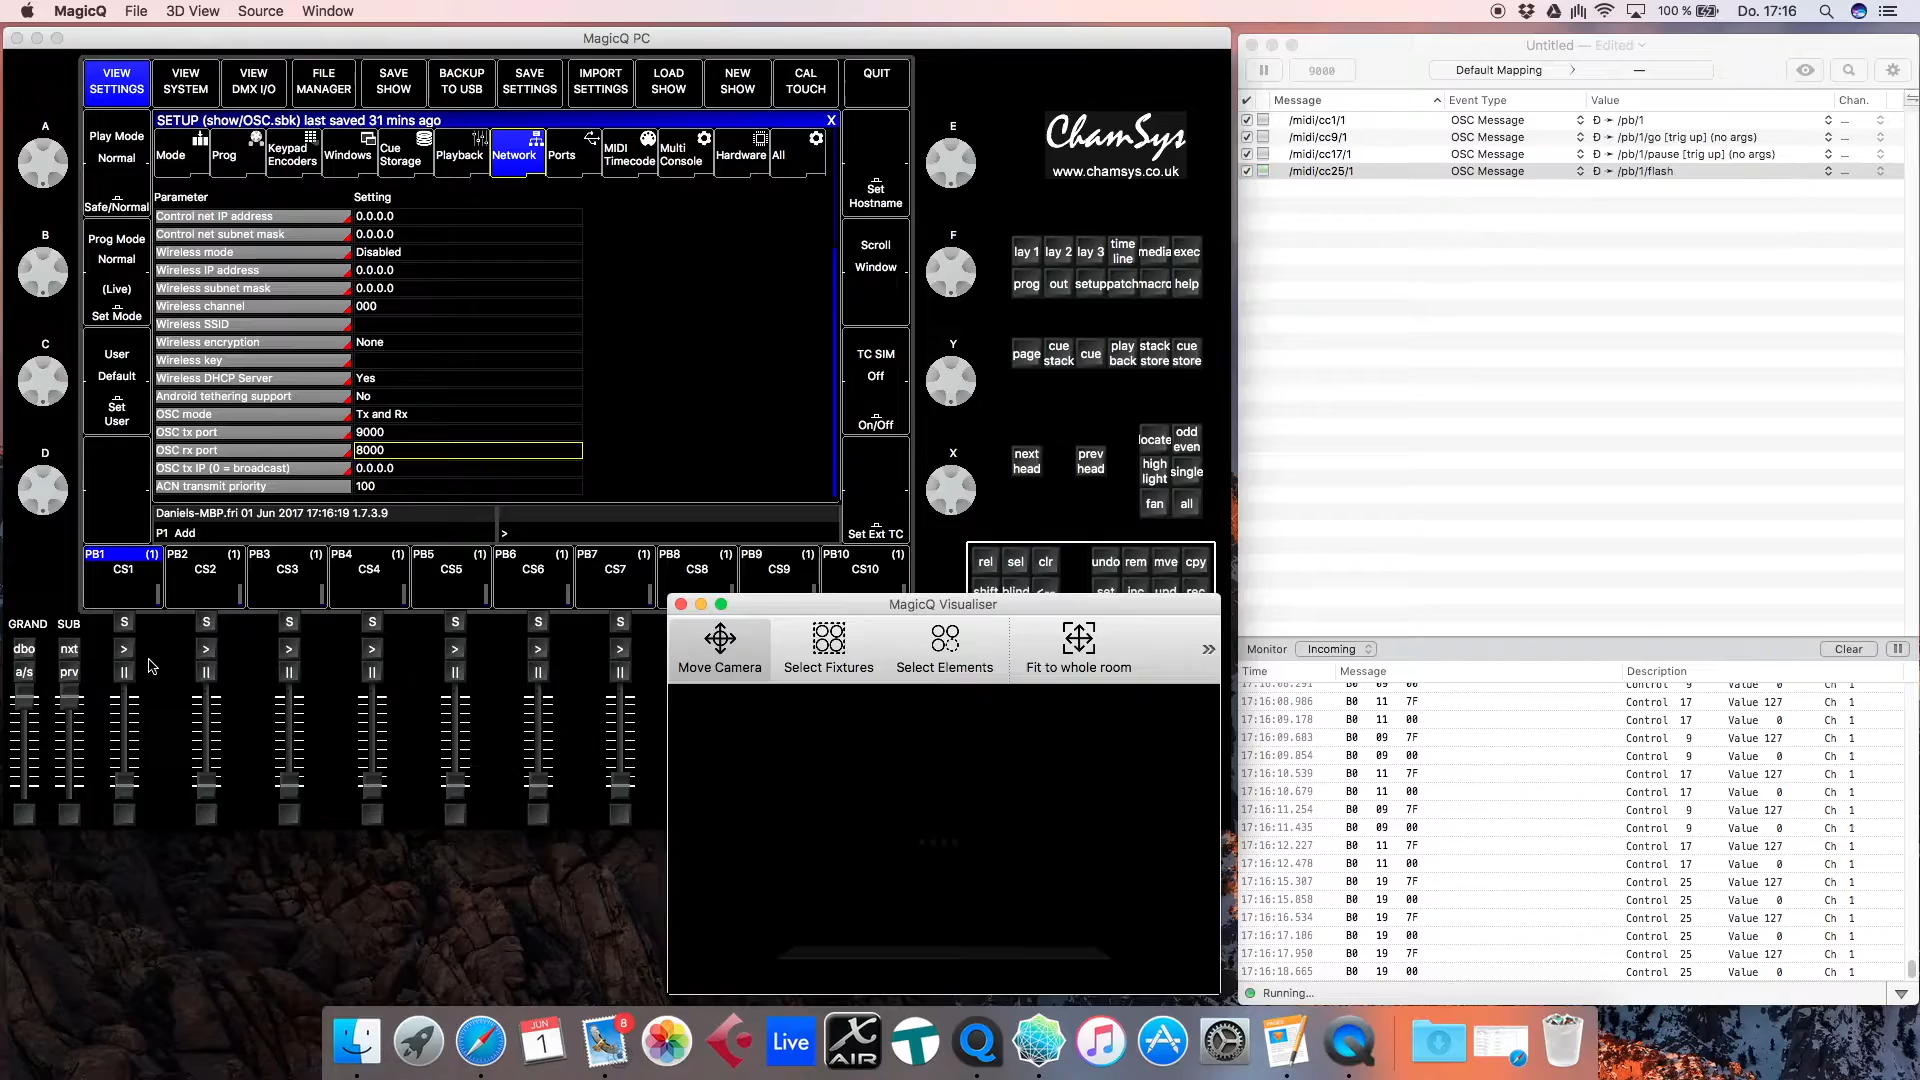 MagicQ File 3D View Source Window
100 % Do. 17:16
MagicQ PC
VIEW SETTINGS
VIEW SYSTEM
VIEW DMX I/O
FILE MANAGER
SAVE SHOW
BACKUP TO USB
SAVE SETTINGS
IMPORT SETTINGS
LOAD SHOW
NEW SHOW
CAL TOUCH
QUIT
SETUP (show/OSC.sbk) last saved 31 mins ago X
Mode
Prog
Keypad Encoders
Windows
Cue Storage
Playback
Network
Ports
MIDI Timecode
Multi Console
Hardware
All
A
B
C
D
Play Mode
Normal
Safe/Normal
Prog Mode
Normal
(Live)
Set Mode
User
Default
Set User
Parameter Setting
Control net IP address 0.0.0.0
Control net subnet mask 0.0.0.0
Wireless mode Disabled
Wireless IP address 0.0.0.0
Wireless subnet mask 0.0.0.0
Wireless channel 000
Wireless SSID
Wireless encryption None
Wireless key
Wireless DHCP Server Yes
Android tethering support No
OSC mode Tx and Rx
OSC tx port 9000
OSC rx port 8000
OSC tx IP (0 = broadcast) 0.0.0.0
ACN transmit priority 100
Daniels-MBP.fri 01 Jun 2017 17:16:19 1.7.3.9
P1 Add >
Set Hostname
Scroll
Window
TC SIM
Off
On/Off
Set Ext TC
E
F
Y
X
ChamSys
www.chamsys.co.uk
lay 1 lay 2 lay 3 time line media exec
prog out setup patch macro help
page cue stack cue play back stack store cue store
next head prev head
locate odd even
high light single
fan all
rel sel clr undo rem mve cpy
shift blind <-- set inc upd rec
PB1 (1) PB2 (1) PB3 (1) PB4 (1) PB5 (1) PB6 (1) PB7 (1) PB8 (1) PB9 (1) PB10 (1)
CS1 CS2 CS3 CS4 CS5 CS6 CS7 CS8 CS9 CS10
GRAND SUB S S S S S S S
dbo nxt > > > > > > >
a/s prv || || || || || || ||
MagicQ Visualiser
Move Camera Select Fixtures Select Elements Fit to whole room »
Untitled — Edited
9000 Default Mapping —
Message Event Type Value Chan.
/midi/cc1/1 OSC Message Đ /pb/1 –
/midi/cc9/1 OSC Message Đ /pb/1/go [trig up] (no args) –
/midi/cc17/1 OSC Message Đ /pb/1/pause [trig up] (no args) –
/midi/cc25/1 OSC Message Đ /pb/1/flash –
Monitor Incoming Clear
Time Message Description
17:16:08.291 B0 09 00 Control 9 Value 0 Ch 1
17:16:08.986 B0 11 7F Control 17 Value 127 Ch 1
17:16:09.178 B0 11 00 Control 17 Value 0 Ch 1
17:16:09.683 B0 09 7F Control 9 Value 127 Ch 1
17:16:09.854 B0 09 00 Control 9 Value 0 Ch 1
17:16:10.539 B0 11 7F Control 17 Value 127 Ch 1
17:16:10.679 B0 11 00 Control 17 Value 0 Ch 1
17:16:11.254 B0 09 7F Control 9 Value 127 Ch 1
17:16:11.435 B0 09 00 Control 9 Value 0 Ch 1
17:16:12.227 B0 11 7F Control 17 Value 127 Ch 1
17:16:12.478 B0 11 00 Control 17 Value 0 Ch 1
17:16:15.307 B0 19 7F Control 25 Value 127 Ch 1
17:16:15.858 B0 19 00 Control 25 Value 0 Ch 1
17:16:16.534 B0 19 7F Control 25 Value 127 Ch 1
17:16:17.186 B0 19 00 Control 25 Value 0 Ch 1
17:16:17.950 B0 19 7F Control 25 Value 127 Ch 1
17:16:18.665 B0 19 00 Control 25 Value 0 Ch 1
Running...
JUN
1
8
Live
X AIR
PAGES